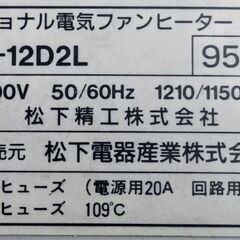 ョナル電気ファンヒーター
-12D2L 95
00V 50/60Hz 1210/1150
松下精工株式会社
売元 松下電器産業株式会
ヒューズ (電源用20A 回路用
ヒューズ 109℃